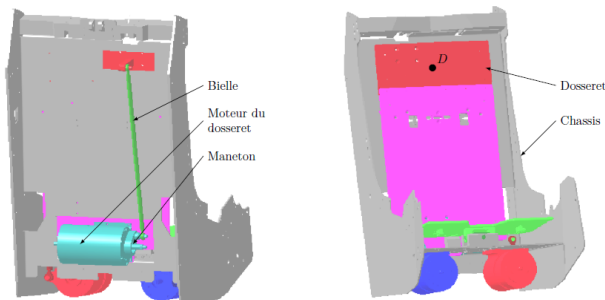 Bielle
Moteur du
dosseret
Maneton
D
Dosseret
Chassis